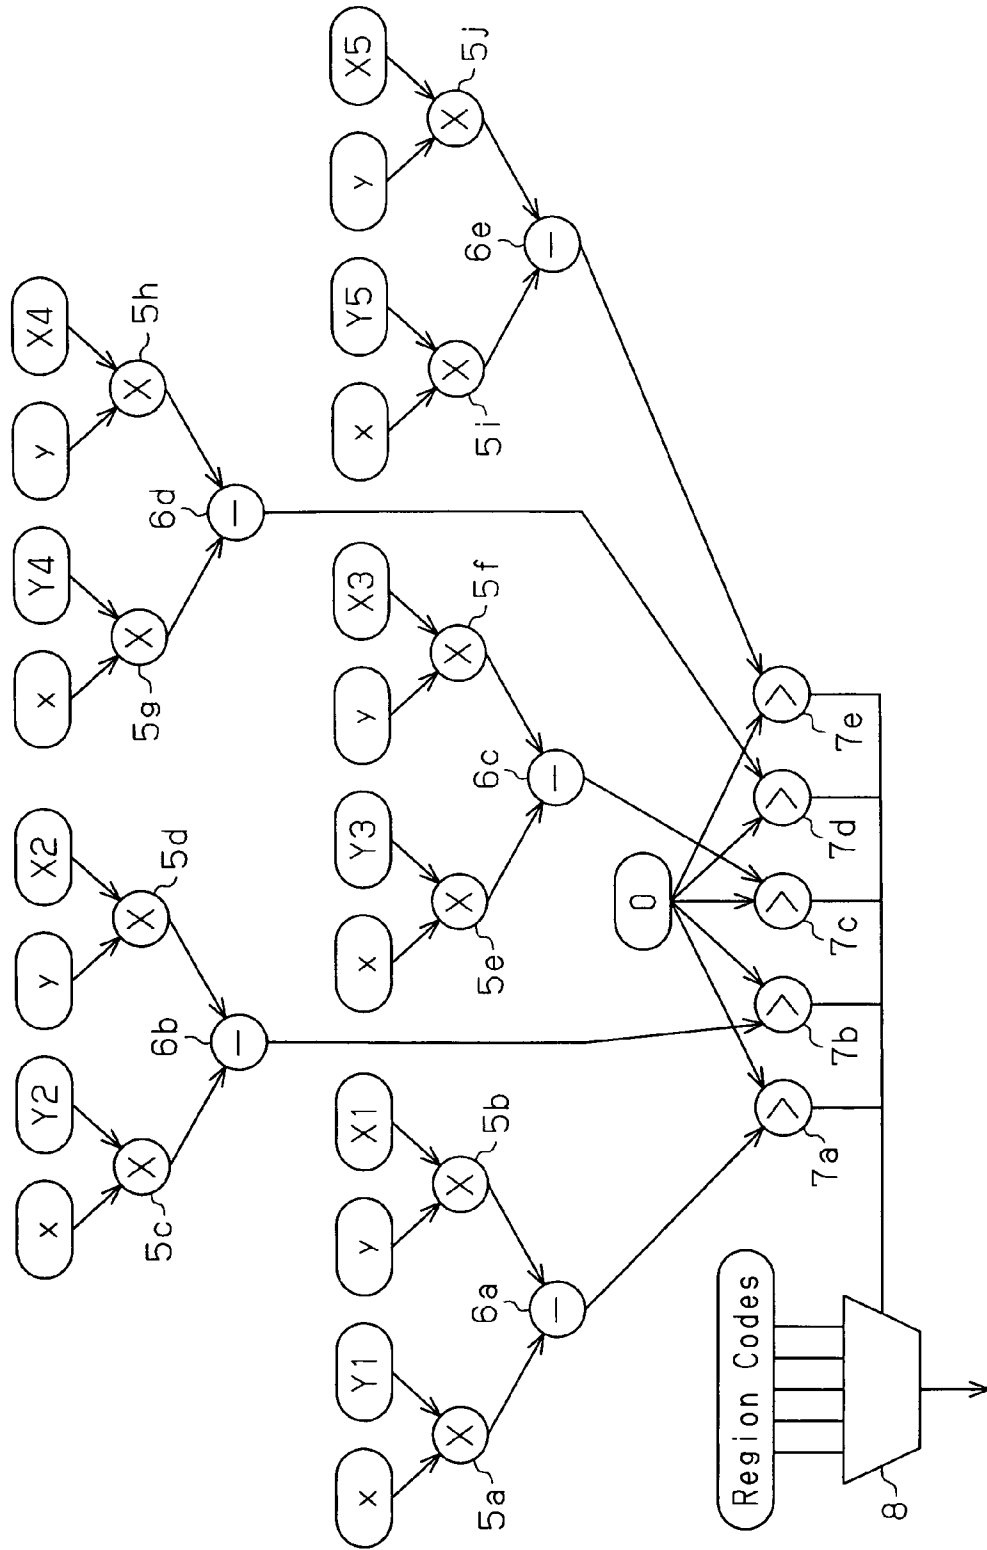 x Y2 y X2 x Y4 y X4
X X X X
5c 5d 5g 5h
6b − 6d −
x Y1 y X1 x Y3 y X3 x Y5 y X5
X X X X X X
5a 5b 5e 5f 5i 5j
6a − 6c − 6e −
0
Region Codes
> > > > >
7a 7b 7c 7d 7e
8